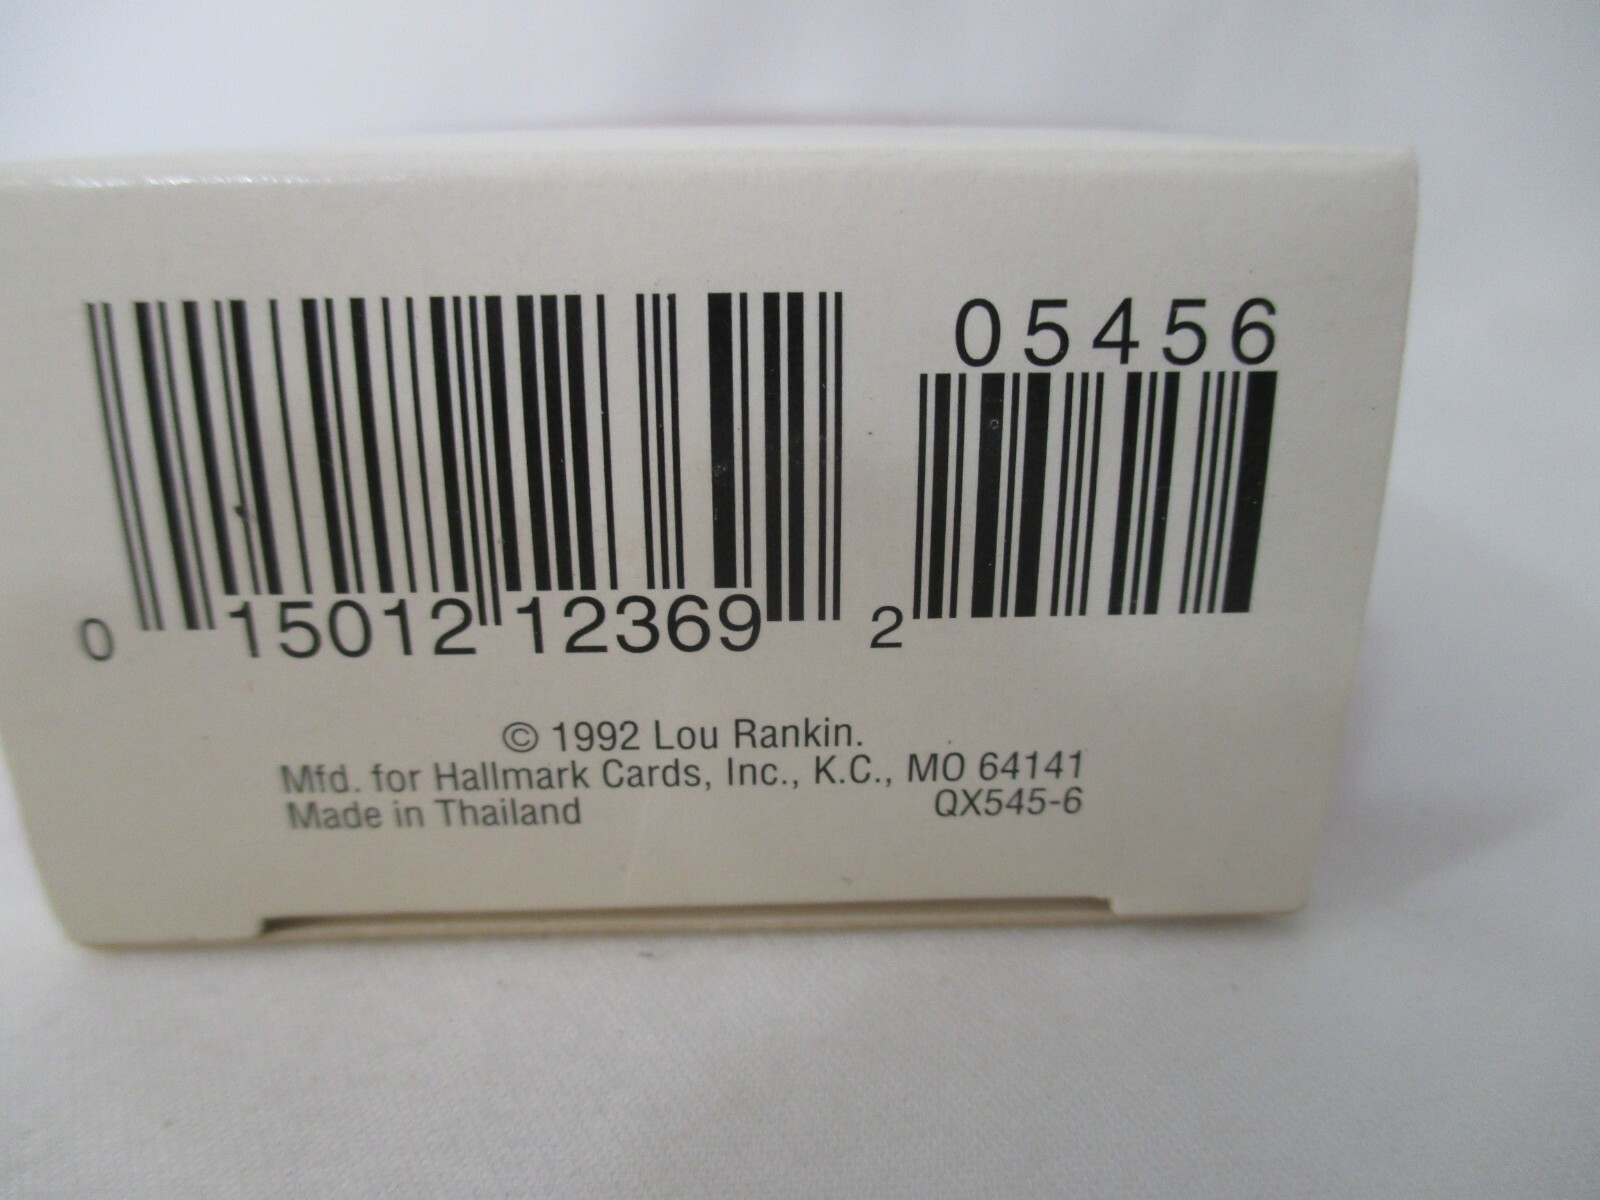 05456
0 15012 12369 2
© 1992 Lou Rankin.
Mfd. for Hallmark Cards, Inc., K.C., MO 64141
Made in Thailand QX545-6